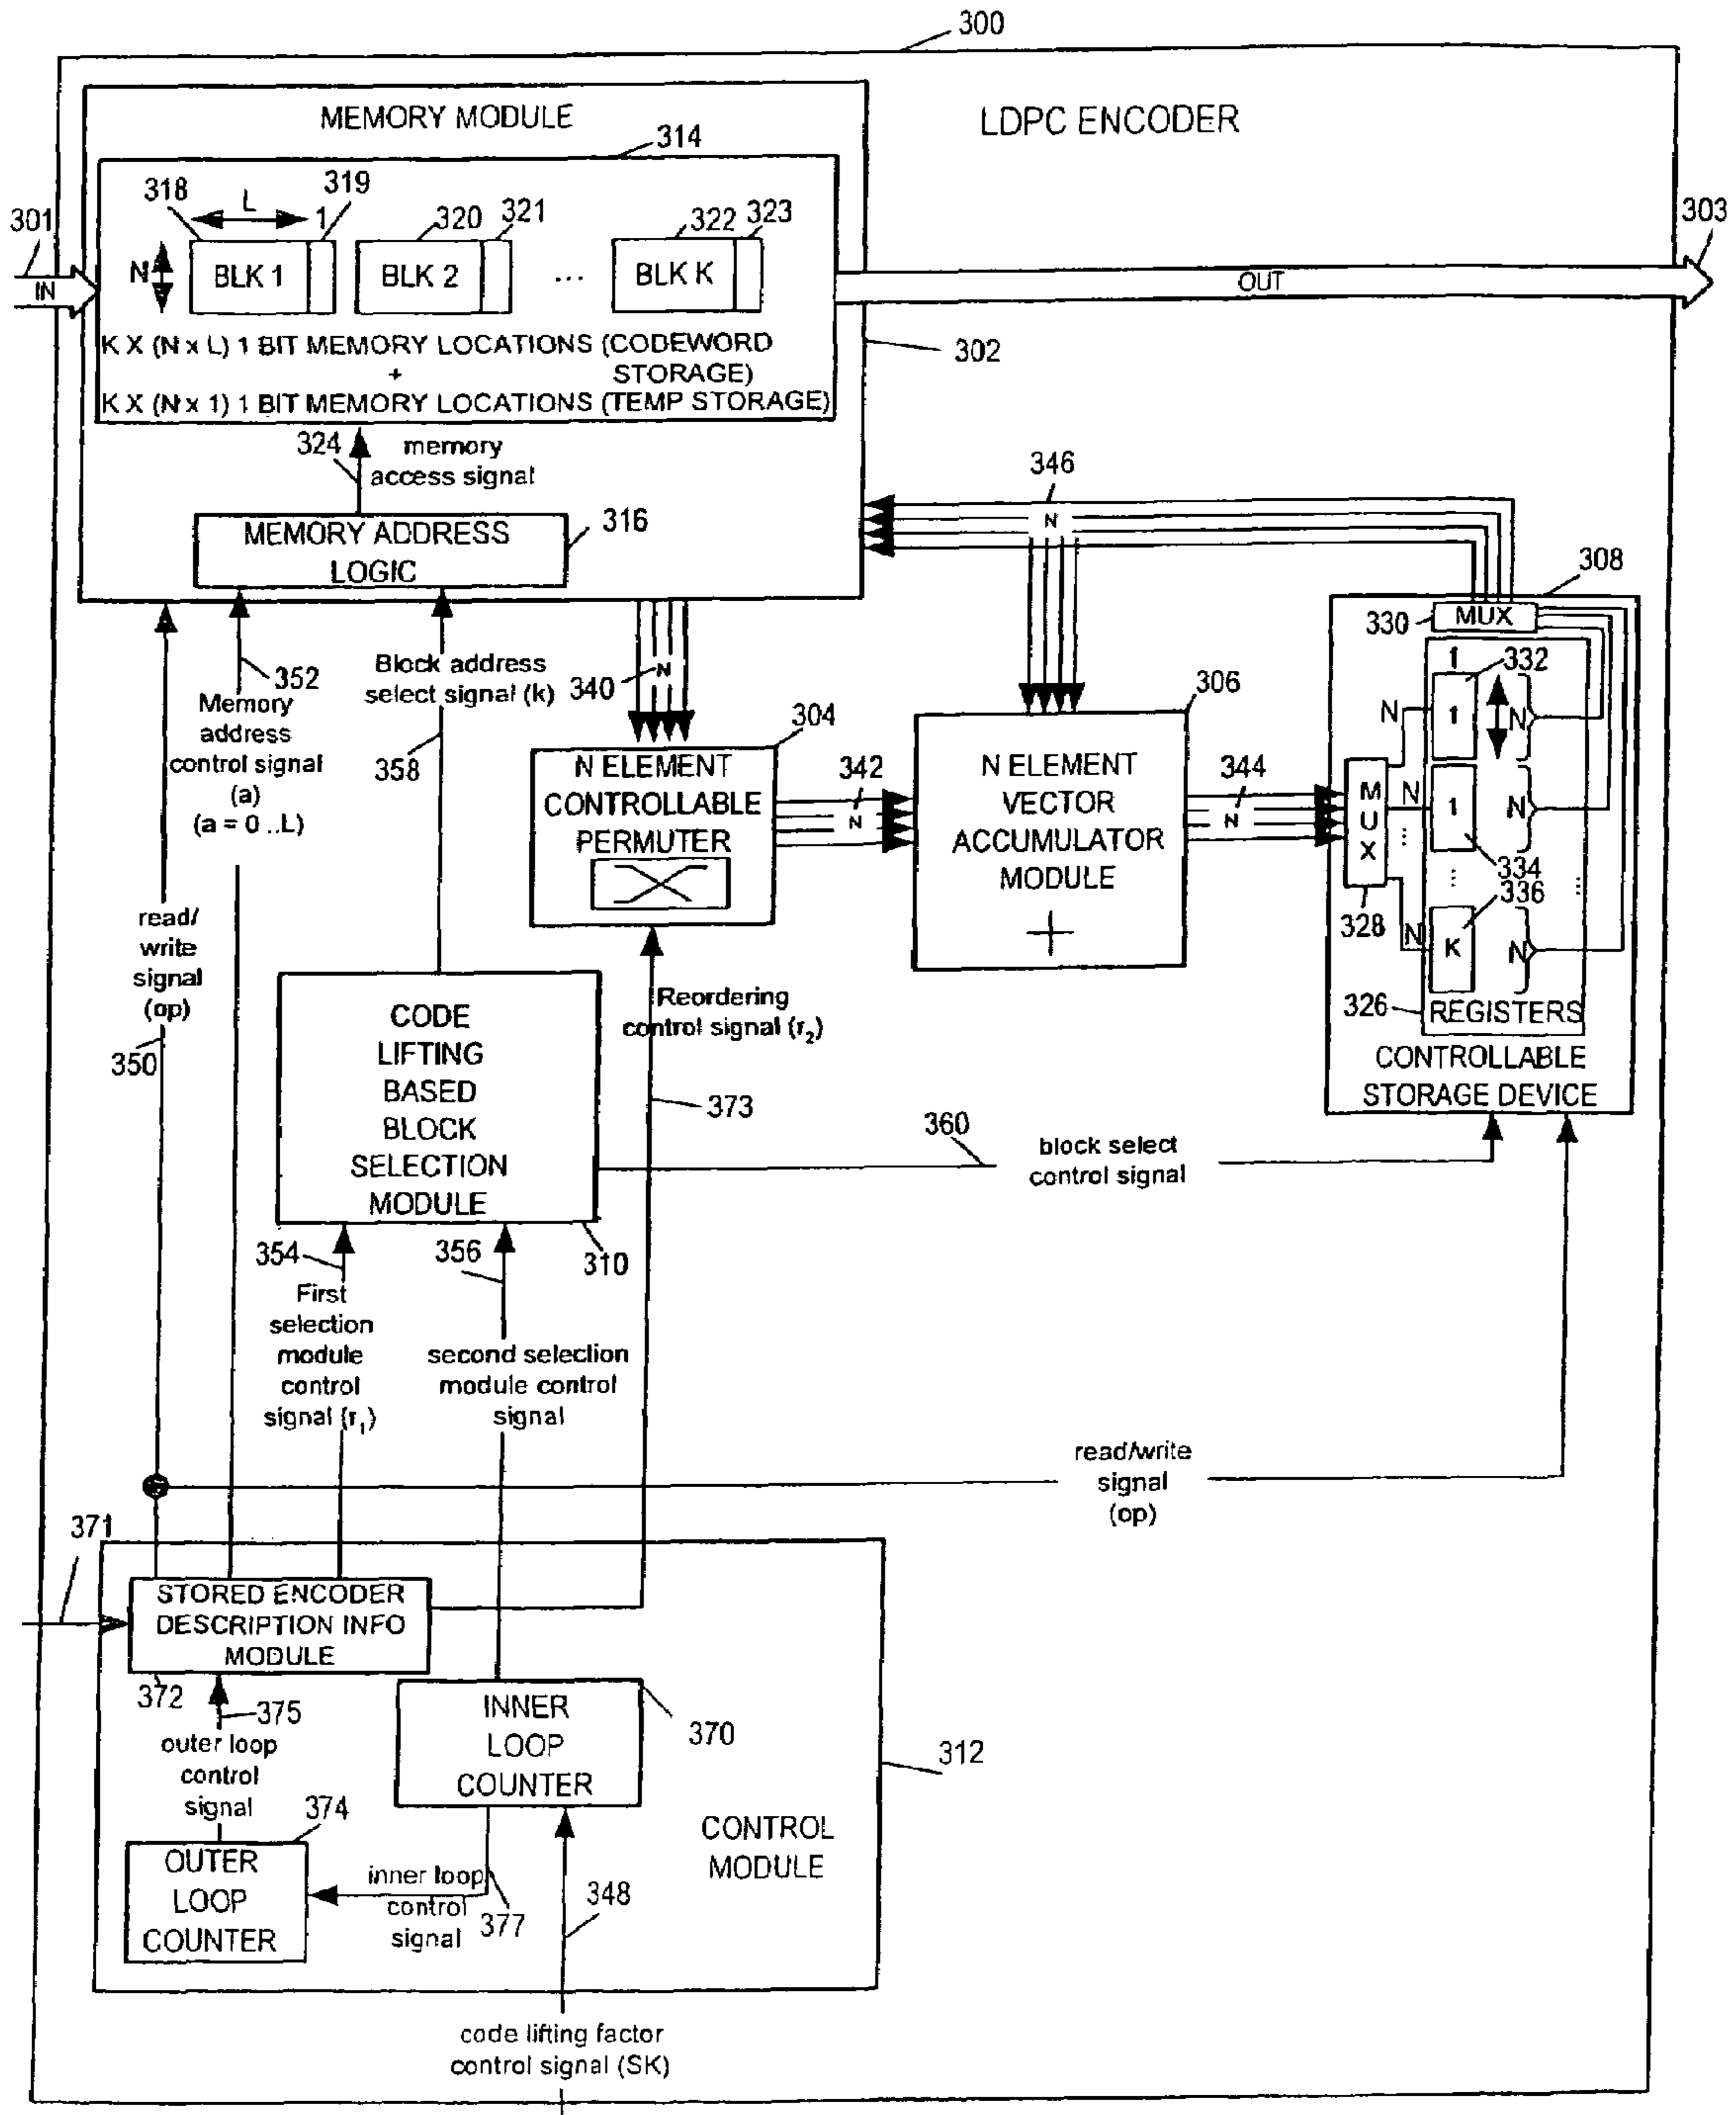 300
MEMORY MODULE
LDPC ENCODER
314
318
L
319
1
320
321
322
323
301
303
N
BLK 1
BLK 2
...
BLK K
IN
OUT
K X (N x L) 1 BIT MEMORY LOCATIONS (CODEWORD
STORAGE)
+
K X (N x 1) 1 BIT MEMORY LOCATIONS (TEMP STORAGE)
302
324
memory
access signal
346
N
MEMORY ADDRESS
LOGIC
316
308
330
MUX
352
Memory
address
control signal
(a)
(a = 0 ..L)
Block address
select signal (k)
358
340
N
304
N ELEMENT
CONTROLLABLE
PERMUTER
342
N
306
N ELEMENT
VECTOR
ACCUMULATOR
MODULE
+
344
N
1
332
N
1
N
M
U
X
N
...
1
N
334
...
...
328
336
N
K
N
326
REGISTERS
CONTROLLABLE
STORAGE DEVICE
read/
write
signal
(op)
350
CODE
LIFTING
BASED
BLOCK
SELECTION
MODULE
310
Reordering
control signal (r2)
373
360
block select
control signal
354
First
selection
module
control
signal (r1)
356
second selection
module control
signal
read/write
signal
(op)
371
STORED ENCODER
DESCRIPTION INFO
MODULE
372
375
outer loop
control
signal
INNER
LOOP
COUNTER
370
312
374
OUTER
LOOP
COUNTER
inner loop
control
signal
377
348
CONTROL
MODULE
code lifting factor
control signal (SK)